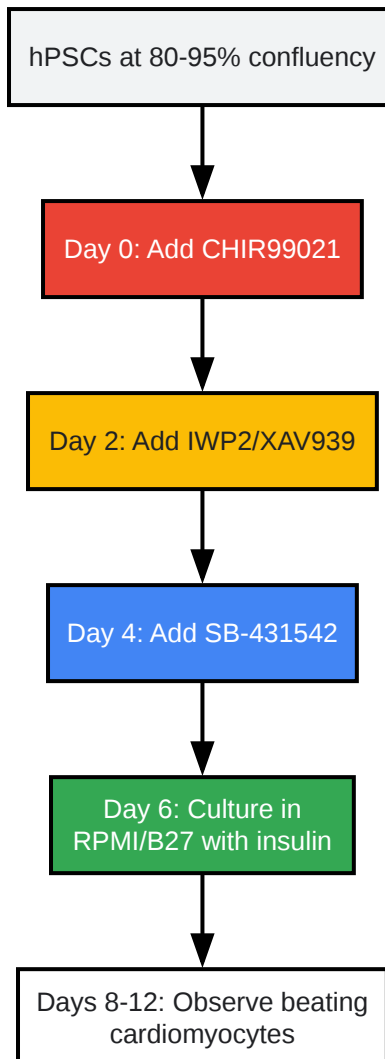 hPSCs at 80-95% confluency
Day 0: Add CHIR99021
Day 2: Add IWP2/XAV939
Day 4: Add SB-431542
Day 6: Culture in
RPMI/B27 with insulin
Days 8-12: Observe beating
cardiomyocytes